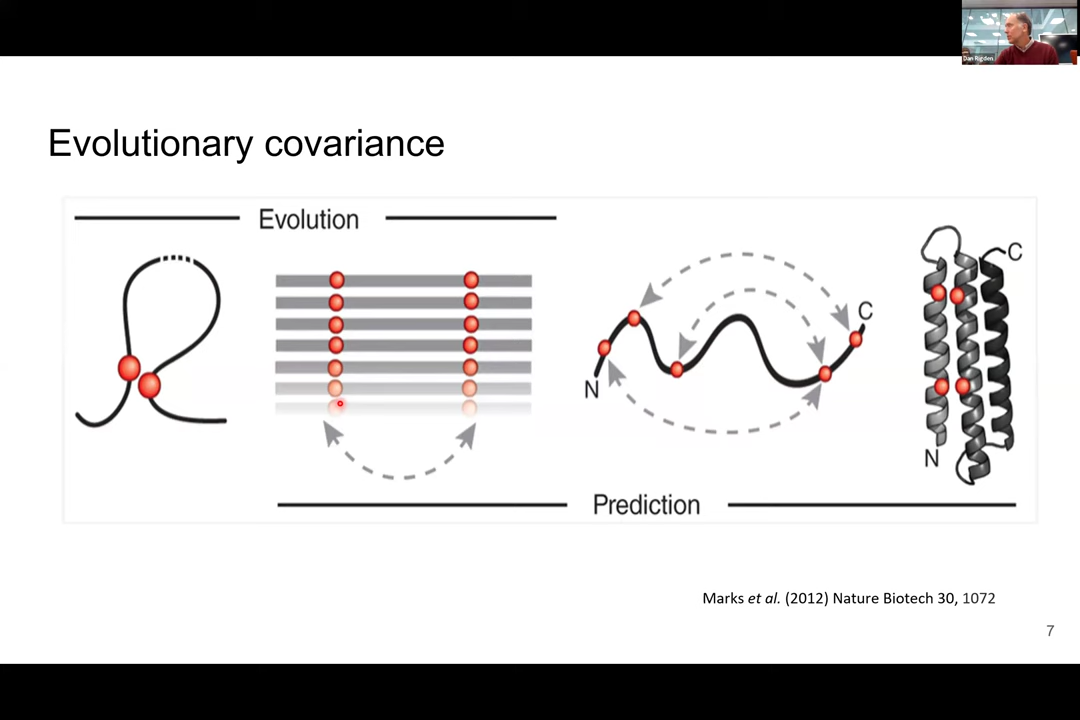 Dan Rigden
Evolutionary covariance
Evolution
C
C
N
N
Prediction
Marks et al. (2012) Nature Biotech 30, 1072
7